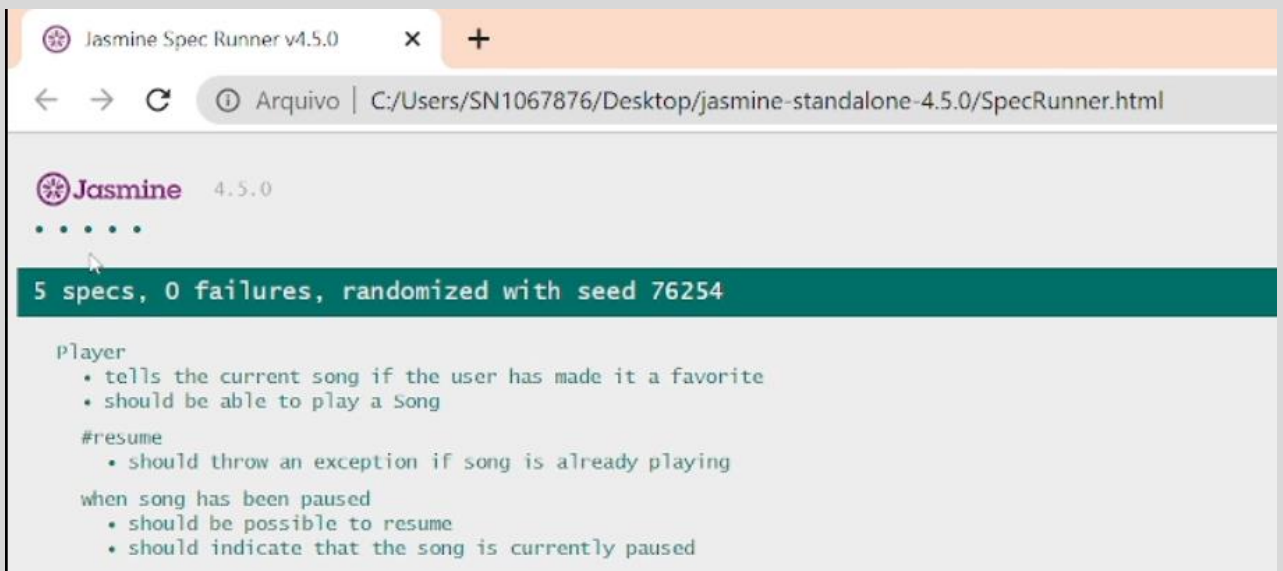 Jasmine Spec Runner v4.5.0
Arquivo | C:/Users/SN1067876/Desktop/jasmine-standalone-4.5.0/SpecRunner.html
Jasmine 4.5.0
• • • • •
5 specs, 0 failures, randomized with seed 76254
Player
• tells the current song if the user has made it a favorite
• should be able to play a Song
#resume
• should throw an exception if song is already playing
when song has been paused
• should be possible to resume
• should indicate that the song is currently paused